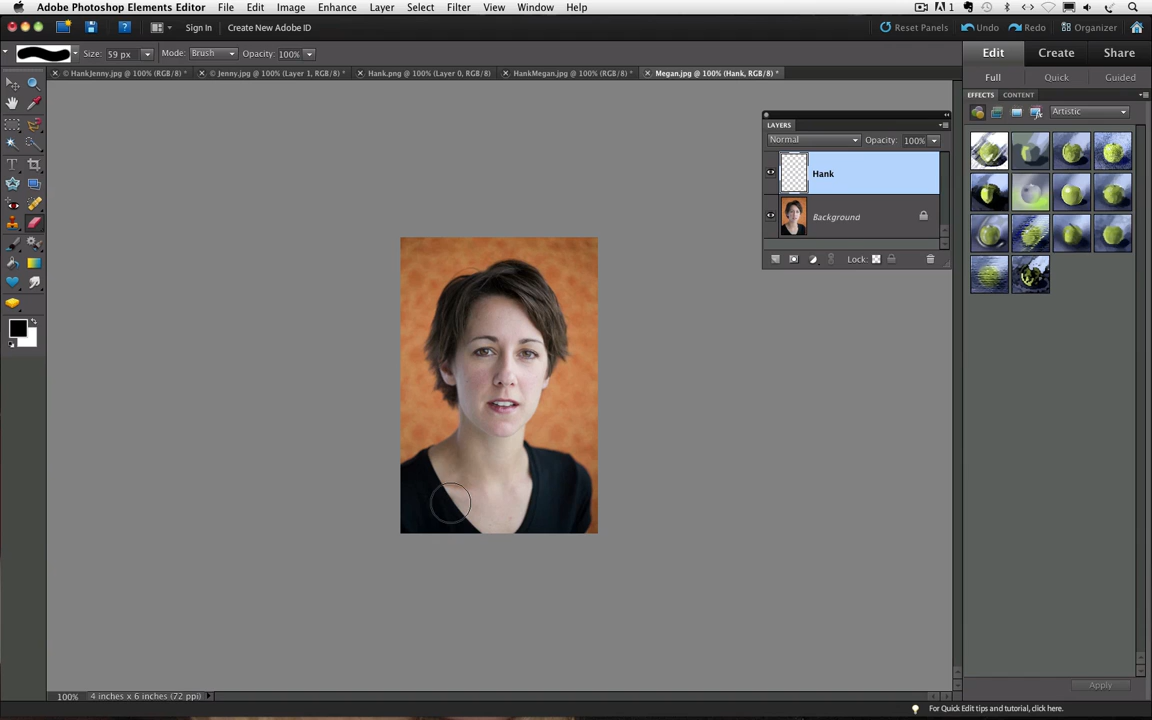 Adobe Photoshop Elements Editor File Edit Image Enhance Layer Select Filter View Window Help 1
Sign In Create New Adobe ID Reset Panels Undo Redo Organizer
Size: 59 px Mode: Brush Opacity: 100% Edit Create Share
© HankJenny.jpg @ 100% (RGB/8) * © Jenny.jpg @ 100% (Layer 1, RGB/8) * Hank.png @ 100% (Layer 0, RGB/8) HankMegan.jpg @ 100% (RGB/8) * Megan.jpg @ 100% (Hank, RGB/8) *
Full Quick Guided
EFFECTS CONTENT
Artistic
LAYERS
Normal Opacity: 100%
Hank
Background
Lock:
T
Apply
100% 4 inches x 6 inches (72 ppi)
For Quick Edit tips and tutorial, click here.